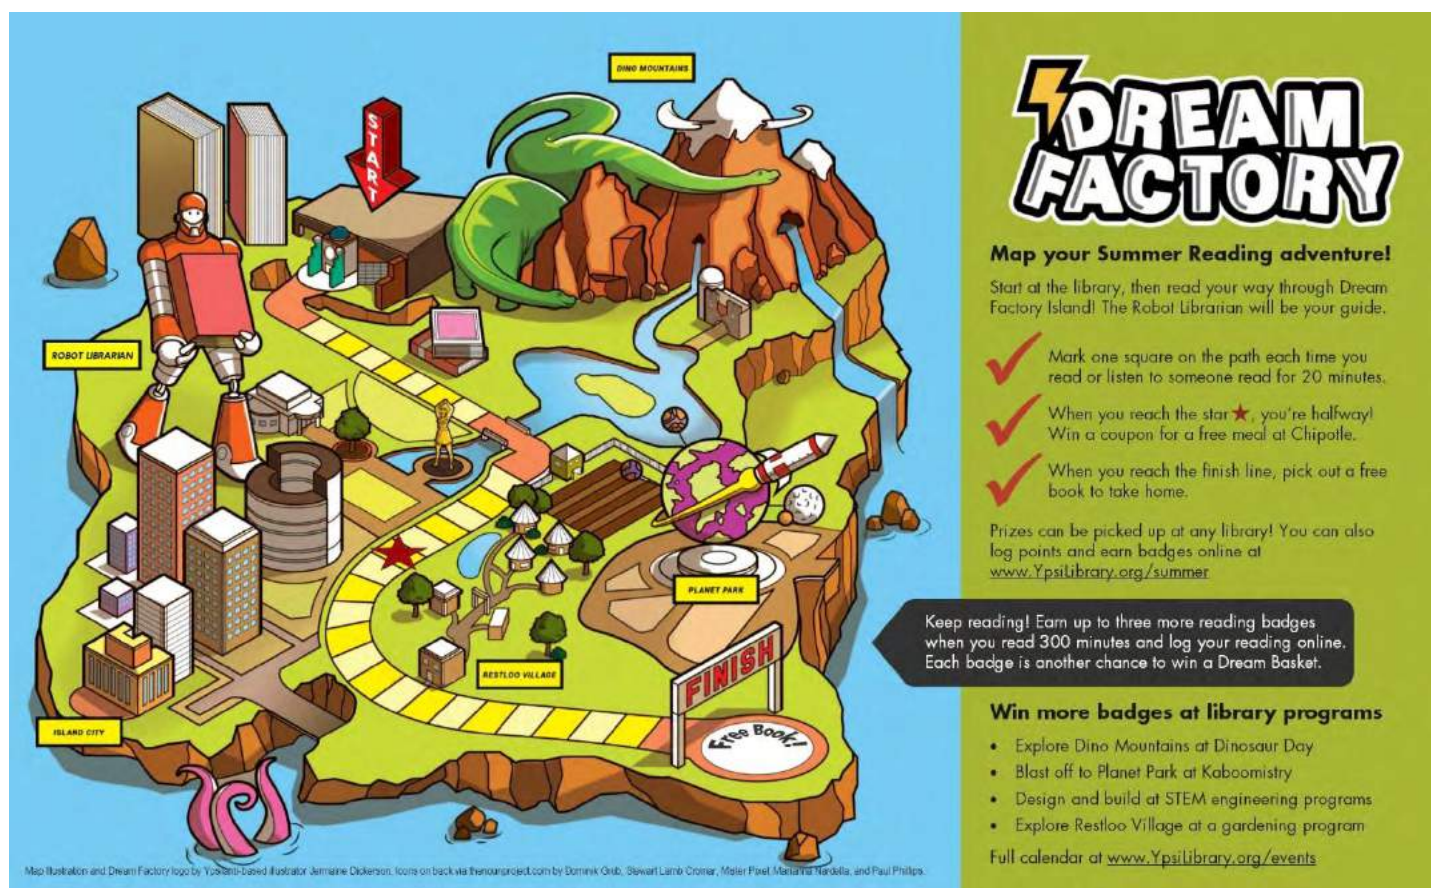 DINO MOUNTAINS
START
ROBOT LIBRARIAN
PLANET PARK
RESTLOO VILLAGE
FINISH
Free Book!
ISLAND CITY
Map Illustration and Dream Factory logo by Ypsilanti-based illustrator Jermaine Dickerson. Icons on back via thenounproject.com by Dominik Grub, Stewart Lamb Cromar, Mister Pixel, Marianna Nardella, and Paul Phillips.
DREAM
FACTORY
Map your Summer Reading adventure!
Start at the library, then read your way through Dream
Factory Island! The Robot Librarian will be your guide.
Mark one square on the path each time you
read or listen to someone read for 20 minutes.
When you reach the star ★, you're halfway!
Win a coupon for a free meal at Chipotle.
When you reach the finish line, pick out a free
book to take home.
Prizes can be picked up at any library! You can also
log points and earn badges online at
www.YpsiLibrary.org/summer
Keep reading! Earn up to three more reading badges
when you read 300 minutes and log your reading online.
Each badge is another chance to win a Dream Basket.
Win more badges at library programs
• Explore Dino Mountains at Dinosaur Day
• Blast off to Planet Park at Kaboomistry
• Design and build at STEM engineering programs
• Explore Restloo Village at a gardening program
Full calendar at www.YpsiLibrary.org/events